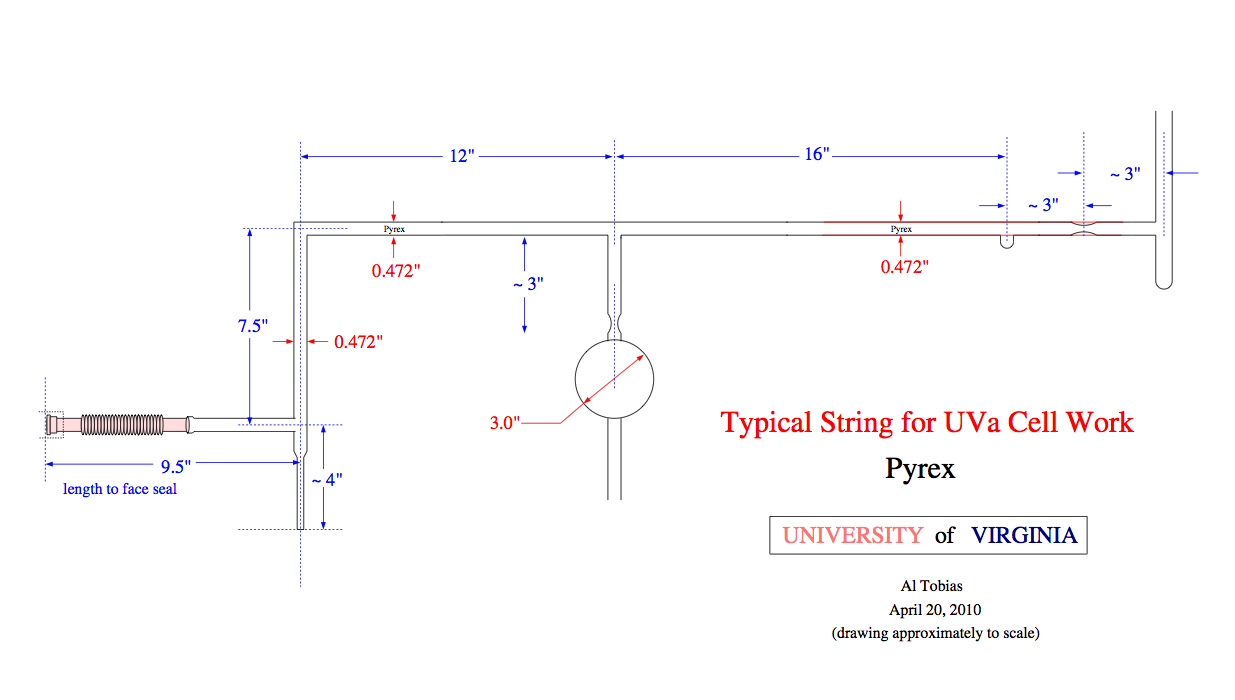 12"
16"
~ 3"
~ 3"
Pyrex
Pyrex
0.472"
0.472"
~ 3"
7.5"
0.472"
3.0"
9.5"
length to face seal
~ 4"
Typical String for UVa Cell Work
Pyrex
UNIVERSITY of VIRGINIA
Al Tobias
April 20, 2010
(drawing approximately to scale)